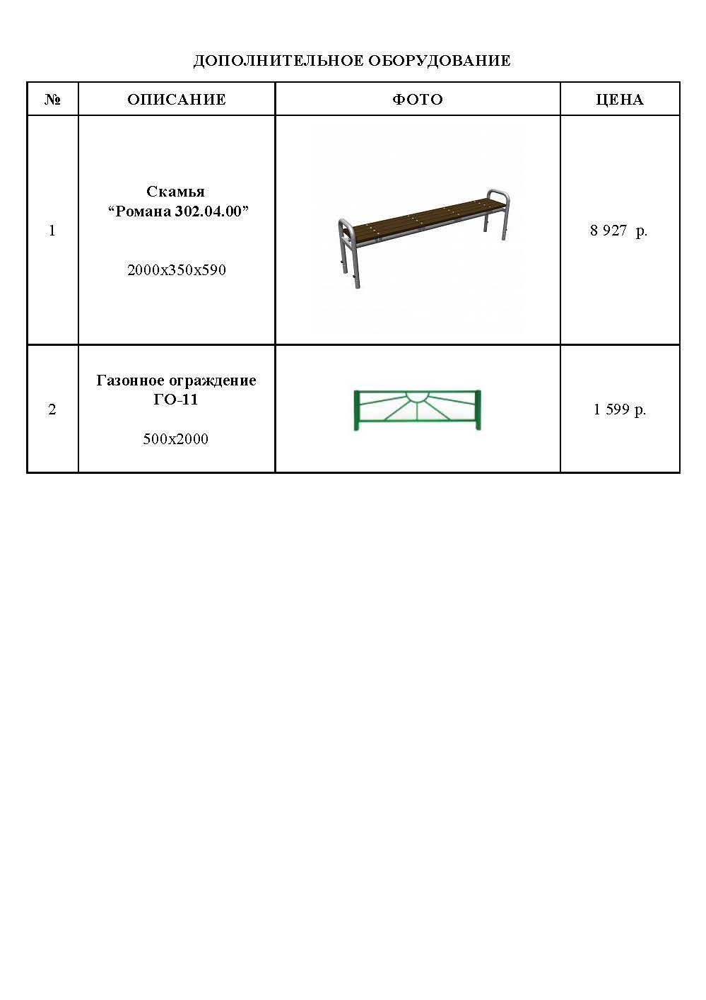 ДОПОЛНИТЕЛЬНОЕ ОБОРУДОВАНИЕ
№ ОПИСАНИЕ ФОТО ЦЕНА
Скамья
“Романа 302.04.00”
1 8 927 р.
2000х350х590
Газонное ограждение
ГО-11
2 1 599 р.
500х2000